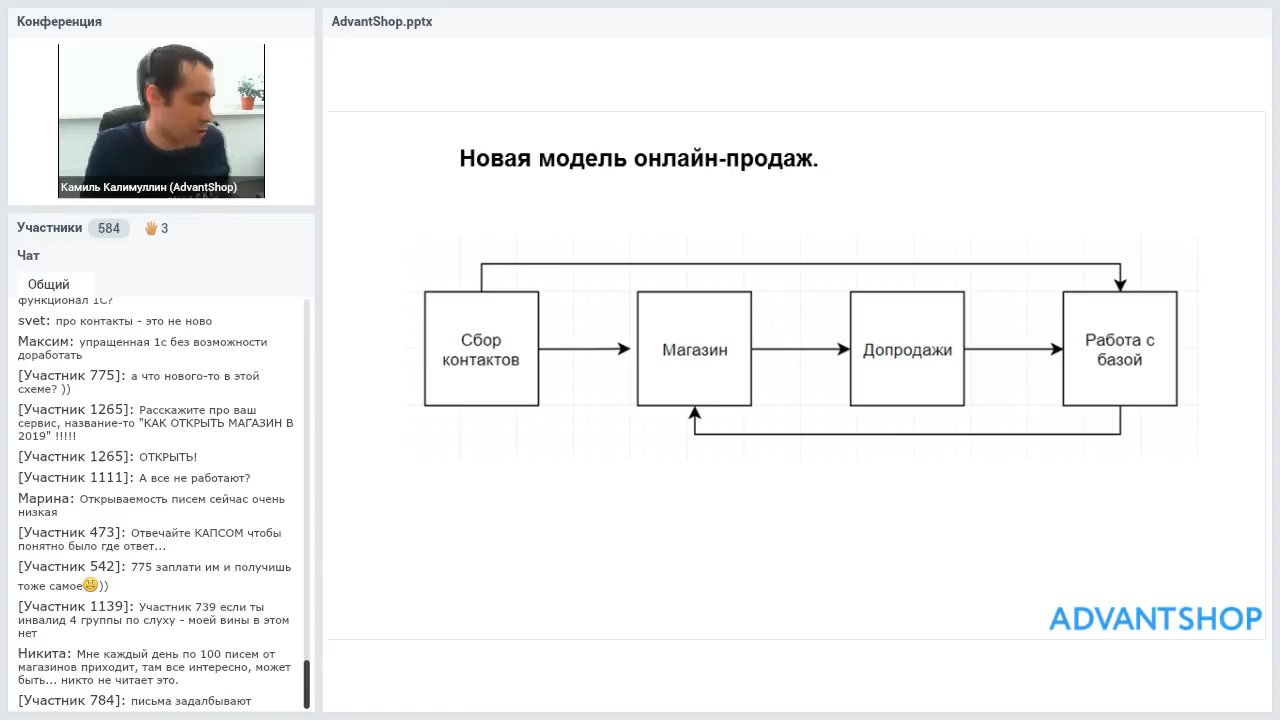 Конференция
Камиль Калимуллин (AdvantShop)
Участники 584 3
Чат
Общий
функционал 1С?
svet: про контакты - это не ново
Максим: упращенная 1с без возможности
доработать
[Участник 775]: а что нового-то в этой
схеме? ))
[Участник 1265]: Расскажите про ваш
сервис, название-то "КАК ОТКРЫТЬ МАГАЗИН В
2019" !!!!!
[Участник 1265]: ОТКРЫТЬ!
[Участник 1111]: А все не работают?
Марина: Открываемость писем сейчас очень
низкая
[Участник 473]: Отвечайте КАПСОМ чтобы
понятно было где ответ...
[Участник 542]: 775 заплати им и получишь
тоже самое😀))
[Участник 1139]: Участник 739 если ты
инвалид 4 группы по слуху - моей вины в этом
нет
Никита: Мне каждый день по 100 писем от
магазинов приходит, там все интересно, может
быть... никто не читает это.
[Участник 784]: письма задалбывают
AdvantShop.pptx
Новая модель онлайн-продаж.
Сбор
контактов
Магазин
Допродажи
Работа с
базой
ADVANTSHOP